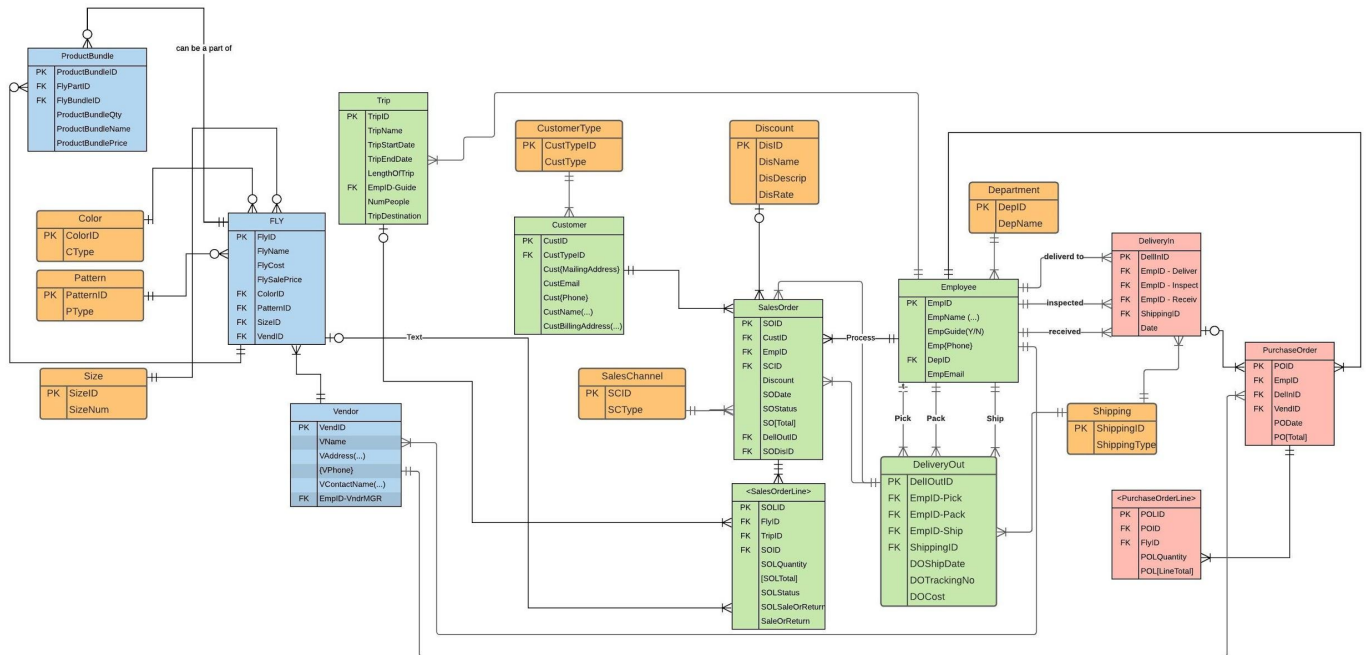 can be a part of
ProductBundle
PK ProductBundleID
FK FlyPartID
FK FlyBundleID
ProductBundleQty
ProductBundleName
ProductBundlePrice
Color
PK ColorID
CType
Pattern
PK PatternID
PType
Size
PK SizeID
SizeNum
FLY
PK FlyID
FlyName
FlyCost
FlySalePrice
FK ColorID
FK PatternID
FK SizeID
FK VendID
Vendor
PK VendID
VName
VAddress(...)
{VPhone}
VContactName(...)
FK EmpID-VndrMGR
Trip
PK TripID
TripName
TripStartDate
TripEndDate
LengthOfTrip
FK EmpID-Guide
NumPeople
TripDestination
Text
CustomerType
PK CustTypeID
CustType
Customer
PK CustID
FK CustTypeID
Cust{MailingAddress}
CustEmail
Cust{Phone}
CustName(...)
CustBillingAddress(...)
SalesChannel
PK SCID
SCType
Discount
PK DisID
DisName
DisDescrip
DisRate
SalesOrder
PK SOID
FK CustID
FK EmpID
FK SCID
Discount
SODate
SOStatus
SO[Total]
FK DellOutID
FK SODisID
<SalesOrderLine>
PK SOLID
FK FlyID
FK TripID
FK SOID
SOLQuantity
[SOLTotal]
SOLStatus
SOLSaleOrReturn
SaleOrReturn
Process
Department
PK DepID
DepName
Employee
PK EmpID
EmpName (...)
EmpGuide(Y/N)
Emp{Phone}
FK DepID
EmpEmail
deliverd to
inspected
received
Pick
Pack
Ship
DeliveryOut
PK DellOutID
FK EmpID-Pick
FK EmpID-Pack
FK EmpID-Ship
FK ShippingID
DOShipDate
DOTrackingNo
DOCost
DeliveryIn
PK DellInID
FK EmpID - Deliver
FK EmpID - Inspect
FK EmpID - Receiv
FK ShippingID
Date
Shipping
PK ShippingID
ShippingType
PurchaseOrder
PK POID
FK EmpID
FK DelInID
FK VendID
PODate
PO[Total]
<PurchaseOrderLine>
PK POLID
FK POID
FK FlyID
POLQuantity
POL[LineTotal]